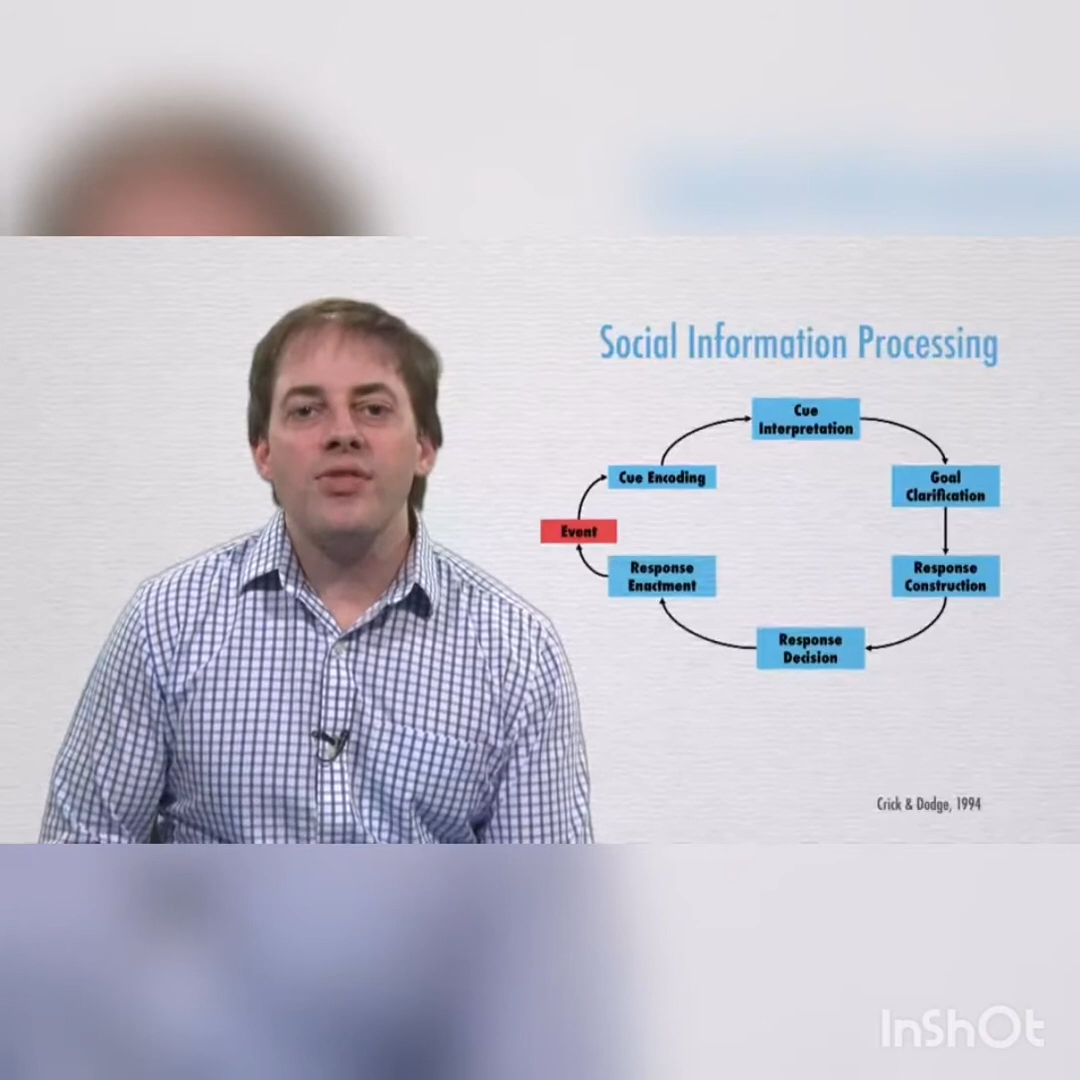 Social Information Processing
Cue
Interpretation
Cue Encoding
Goal
Clarification
Event
Response
Enactment
Response
Construction
Response
Decision
Crick & Dodge, 1994
InShOt